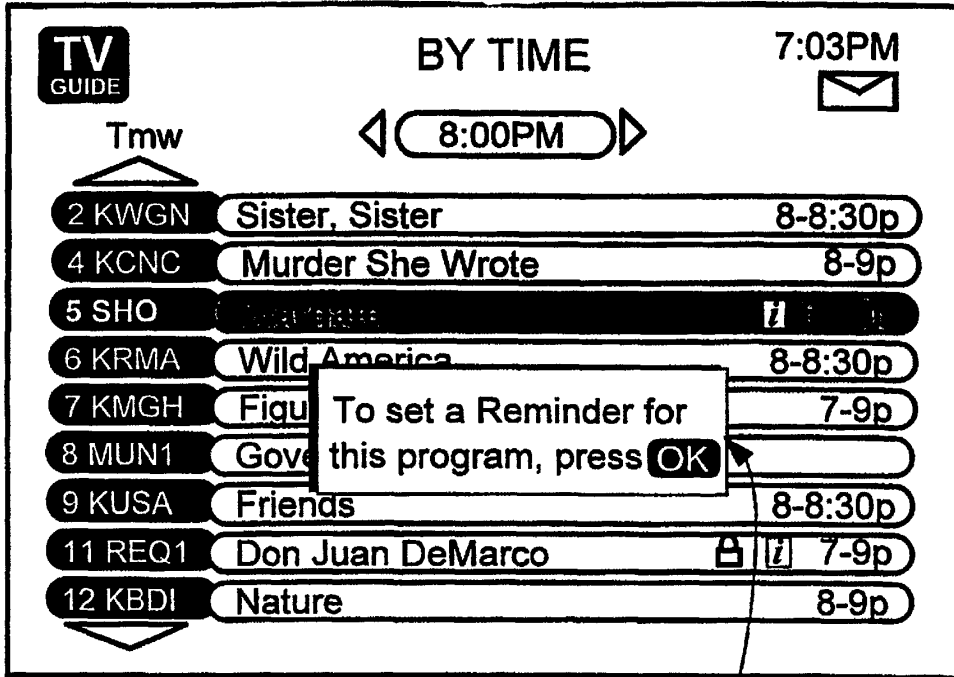 TV
GUIDE
BY TIME
7:03PM
Tmw
8:00PM
2 KWGN Sister, Sister 8-8:30p
4 KCNC Murder She Wrote 8-9p
5 SHO i
6 KRMA Wild America 8-8:30p
7 KMGH Figu 7-9p
8 MUN1 Gove
To set a Reminder for
this program, press OK
9 KUSA Friends 8-8:30p
11 REQ1 Don Juan DeMarco i 7-9p
12 KBDI Nature 8-9p